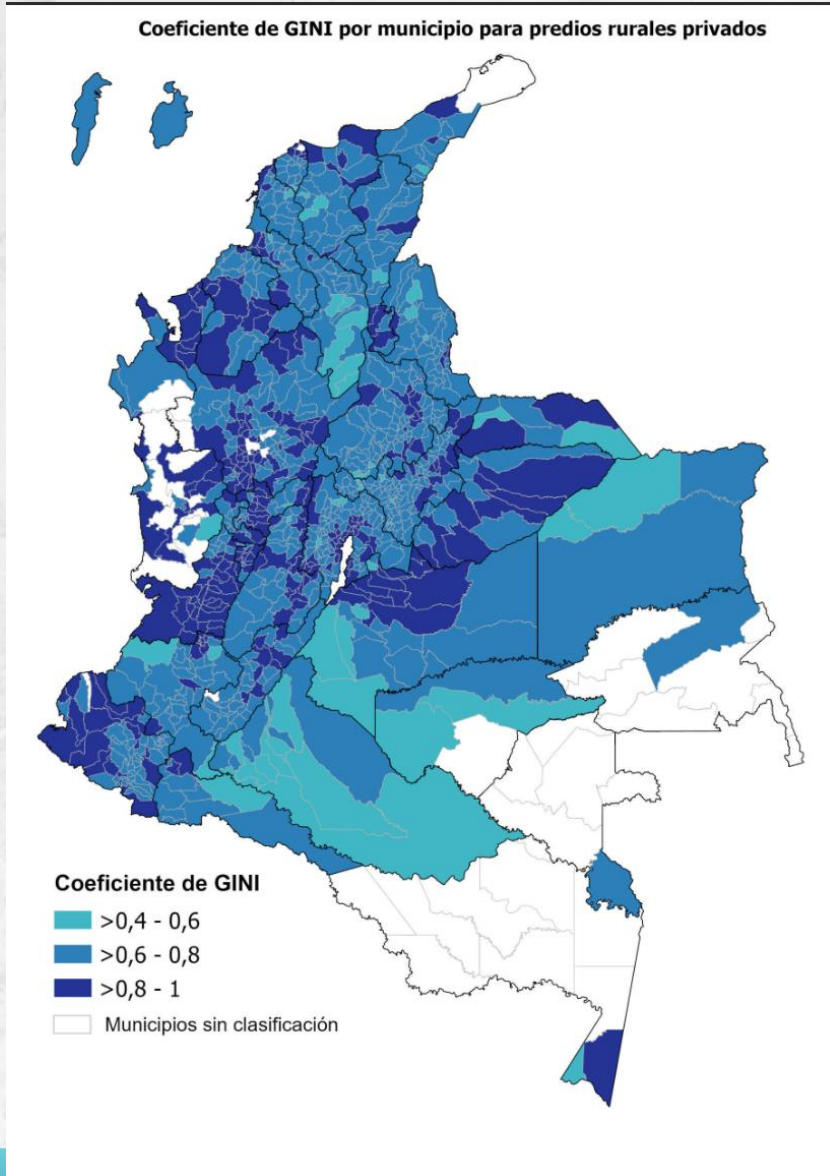 Coeficiente de GINI por municipio para predios rurales privados
Coeficiente de GINI
>0,4 - 0,6
>0,6 - 0,8
>0,8 - 1
Municipios sin clasificación